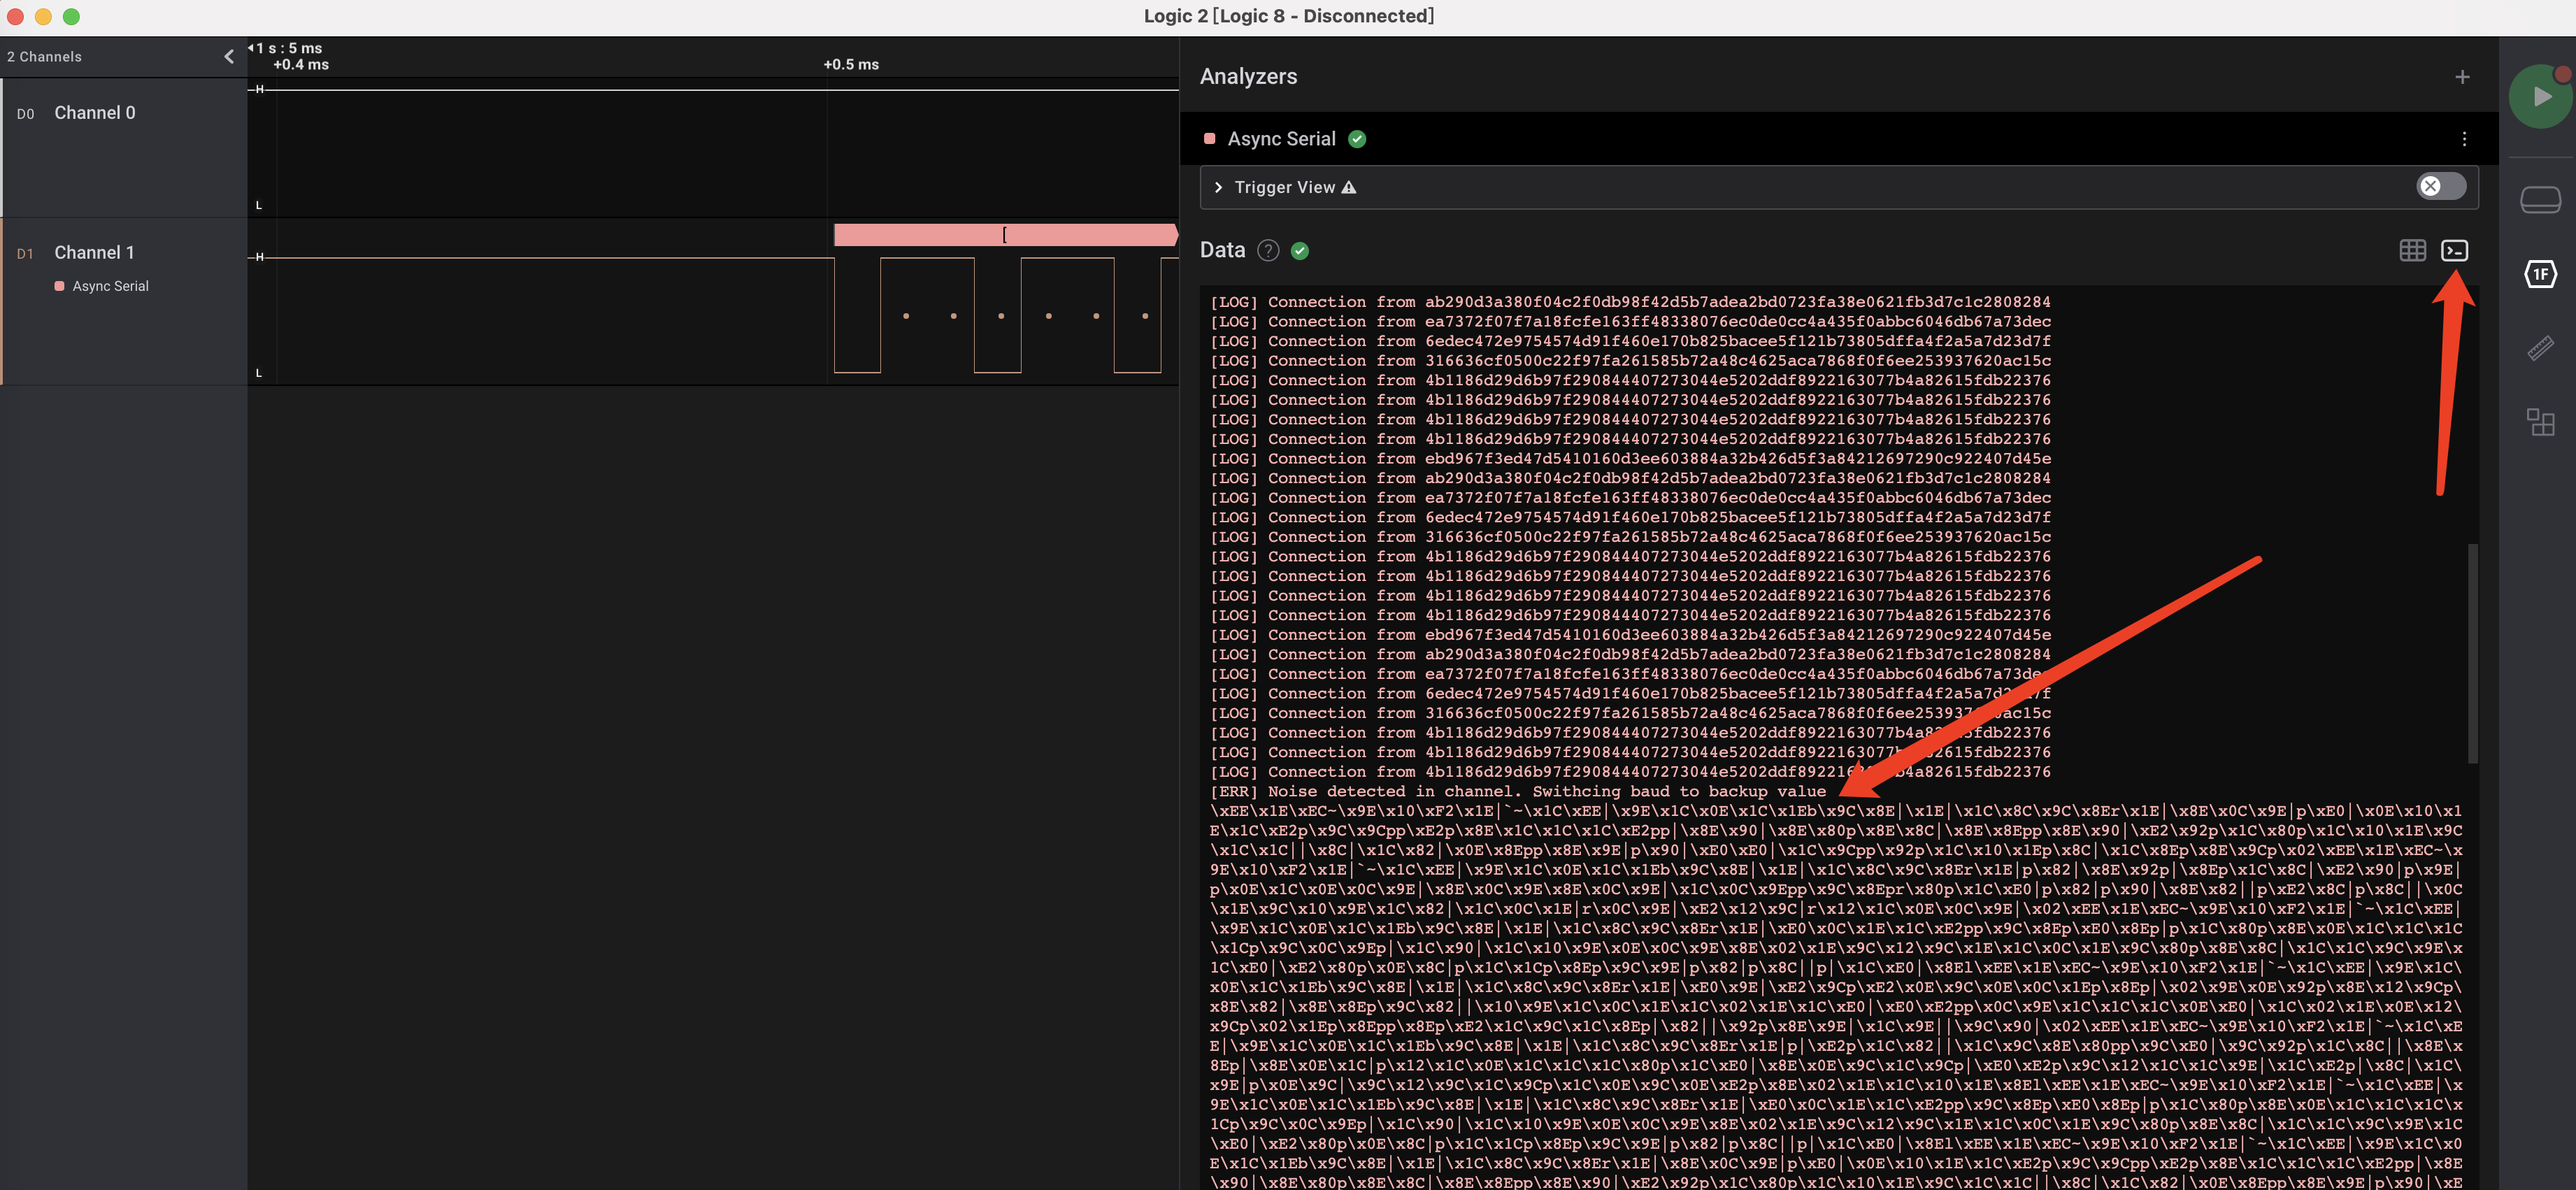 Logic 2 [Logic 8 - Disconnected]
2 Channels
1 s : 5 ms
+0.4 ms
+0.5 ms
D0 Channel 0
H
L
D1 Channel 1
Async Serial
H
L
[
Analyzers
Async Serial
Trigger View
Data
1F
[LOG] Connection from ab290d3a380f04c2f0db98f42d5b7adea2bd0723fa38e0621fb3d7c1c2808284
[LOG] Connection from ea7372f07f7a18fcfe163ff48338076ec0de0cc4a435f0abbc6046db67a73dec
[LOG] Connection from 6edec472e9754574d91f460e170b825bacee5f121b73805dffa4f2a5a7d23d7f
[LOG] Connection from 316636cf0500c22f97fa261585b72a48c4625aca7868f0f6ee253937620ac15c
[LOG] Connection from 4b1186d29d6b97f290844407273044e5202ddf8922163077b4a82615fdb22376
[LOG] Connection from 4b1186d29d6b97f290844407273044e5202ddf8922163077b4a82615fdb22376
[LOG] Connection from 4b1186d29d6b97f290844407273044e5202ddf8922163077b4a82615fdb22376
[LOG] Connection from 4b1186d29d6b97f290844407273044e5202ddf8922163077b4a82615fdb22376
[LOG] Connection from ebd967f3ed47d5410160d3ee603884a32b426d5f3a84212697290c922407d45e
[LOG] Connection from ab290d3a380f04c2f0db98f42d5b7adea2bd0723fa38e0621fb3d7c1c2808284
[LOG] Connection from ea7372f07f7a18fcfe163ff48338076ec0de0cc4a435f0abbc6046db67a73dec
[LOG] Connection from 6edec472e9754574d91f460e170b825bacee5f121b73805dffa4f2a5a7d23d7f
[LOG] Connection from 316636cf0500c22f97fa261585b72a48c4625aca7868f0f6ee253937620ac15c
[LOG] Connection from 4b1186d29d6b97f290844407273044e5202ddf8922163077b4a82615fdb22376
[LOG] Connection from 4b1186d29d6b97f290844407273044e5202ddf8922163077b4a82615fdb22376
[LOG] Connection from 4b1186d29d6b97f290844407273044e5202ddf8922163077b4a82615fdb22376
[LOG] Connection from 4b1186d29d6b97f290844407273044e5202ddf8922163077b4a82615fdb22376
[LOG] Connection from ebd967f3ed47d5410160d3ee603884a32b426d5f3a84212697290c922407d45e
[LOG] Connection from ab290d3a380f04c2f0db98f42d5b7adea2bd0723fa38e0621fb3d7c1c2808284
[LOG] Connection from
[LOG] Connection from
[LOG] Connection from
[LOG] Connection from
[LOG] Connection from
[LOG] Connection from
[ERR] Noise detected in channel. Swithcing baud to backup value
\xEE\x1E\xEC~\x9E\x10\xF2\x1E|`~\x1C\xEE|\x9E\x1C\x0E\x1C\x1Eb\x9C\x8E|\x1E|\x1C\x8C\x9C\x8Er\x1E|\x8E\x0C\x9E|p\xE0|\x0E\x10\x1
E\x1C\xE2p\x9C\x9Cpp\xE2p\x8E\x1C\x1C\x1C\xE2pp|\x8E\x90|\x8E\x80p\x8E\x8C|\x8E\x8Epp\x8E\x90|\xE2\x92p\x1C\x80p\x1C\x10\x1E\x9C
\x1C\x1C||\x8C|\x1C\x82|\x0E\x8Epp\x8E\x9E|p\x90|\xE0\xE0|\x1C\x9Cpp\x92p\x1C\x10\x1Ep\x8C|\x1C\x8Ep\x8E\x9Cp\x02\xEE\x1E\xEC~\x
9E\x10\xF2\x1E|`~\x1C\xEE|\x9E\x1C\x0E\x1C\x1Eb\x9C\x8E|\x1E|\x1C\x8C\x9C\x8Er\x1E|p\x82|\x8E\x92p|\x8Ep\x1C\x8C|\xE2\x90|p\x9E|
p\x0E\x1C\x0E\x0C\x9E|\x8E\x0C\x9E\x8E\x0C\x9E|\x1C\x0C\x9Epp\x9C\x8Epr\x80p\x1C\xE0|p\x82|p\x90|\x8E\x82||p\xE2\x8C|p\x8C||\x0C
\x1E\x9C\x10\x9E\x1C\x82|\x1C\x0C\x1E|r\x0C\x9E|\xE2\x12\x9C|r\x12\x1C\x0E\x0C\x9E|\x02\xEE\x1E\xEC~\x9E\x10\xF2\x1E|`~\x1C\xEE|
\x9E\x1C\x0E\x1C\x1Eb\x9C\x8E|\x1E|\x1C\x8C\x9C\x8Er\x1E|\xE0\x0C\x1E\x1C\xE2pp\x9C\x8Ep\xE0\x8Ep|p\x1C\x80p\x8E\x0E\x1C\x1C\x1C
\x1Cp\x9C\x0C\x9Ep|\x1C\x90|\x1C\x10\x9E\x0E\x0C\x9E\x8E\x02\x1E\x9C\x12\x9C\x1E\x1C\x0C\x1E\x9C\x80p\x8E\x8C|\x1C\x1C\x9C\x9E\x
1C\xE0|\xE2\x80p\x0E\x8C|p\x1C\x1Cp\x8Ep\x9C\x9E|p\x82|p\x8C||p|\x1C\xE0|\x8El\xEE\x1E\xEC~\x9E\x10\xF2\x1E|`~\x1C\xEE|\x9E\x1C\
x0E\x1C\x1Eb\x9C\x8E|\x1E|\x1C\x8C\x9C\x8Er\x1E|\xE0\x9E|\xE2\x9Cp\xE2\x0E\x9C\x0E\x0C\x1Ep\x8Ep|\x02\x9E\x0E\x92p\x8E\x12\x9Cp\
x8E\x82|\x8E\x8Ep\x9C\x82||\x10\x9E\x1C\x0C\x1E\x1C\x02\x1E\x1C\xE0|\xE0\xE2pp\x0C\x9E\x1C\x1C\x1C\x0E\xE0|\x1C\x02\x1E\x0E\x12\
x9Cp\x02\x1Ep\x8Epp\x8Ep\xE2\x1C\x9C\x1C\x8Ep|\x82||\x92p\x8E\x9E|\x1C\x9E||\x9C\x90|\x02\xEE\x1E\xEC~\x9E\x10\xF2\x1E|`~\x1C\xE
E|\x9E\x1C\x0E\x1C\x1Eb\x9C\x8E|\x1E|\x1C\x8C\x9C\x8Er\x1E|p|\xE2p\x1C\x82||\x1C\x9C\x8E\x80pp\x9C\xE0|\x9C\x92p\x1C\x8C||\x8E\x
8Ep|\x8E\x0E\x1C|p\x12\x1C\x0E\x1C\x1C\x1C\x80p\x1C\xE0|\x8E\x0E\x9C\x1C\x9Cp|\xE0\xE2p\x9C\x12\x1C\x1C\x9E|\x1C\xE2p|\x8C|\x1C\
x9E|p\x0E\x9C|\x9C\x12\x9C\x1C\x9Cp\x1C\x0E\x9C\x0E\xE2p\x8E\x02\x1E\x1C\x10\x1E\x8El\xEE\x1E\xEC~\x9E\x10\xF2\x1E|`~\x1C\xEE|\x
9E\x1C\x0E\x1C\x1Eb\x9C\x8E|\x1E|\x1C\x8C\x9C\x8Er\x1E|\xE0\x0C\x1E\x1C\xE2pp\x9C\x8Ep\xE0\x8Ep|p\x1C\x80p\x8E\x0E\x1C\x1C\x1C\x
1Cp\x9C\x0C\x9Ep|\x1C\x90|\x1C\x10\x9E\x0E\x0C\x9E\x8E\x02\x1E\x9C\x12\x9C\x1E\x1C\x0C\x1E\x9C\x80p\x8E\x8C|\x1C\x1C\x9C\x9E\x1C
\xE0|\xE2\x80p\x0E\x8C|p\x1C\x1Cp\x8Ep\x9C\x9E|p\x82|p\x8C||p|\x1C\xE0|\x8El\xEE\x1E\xEC~\x9E\x10\xF2\x1E|`~\x1C\xEE|\x9E\x1C\x0
E\x1C\x1Eb\x9C\x8E|\x1E|\x1C\x8C\x9C\x8Er\x1E|\x8E\x0C\x9E|p\xE0|\x0E\x10\x1E\x1C\xE2p\x9C\x9Cpp\xE2p\x8E\x1C\x1C\x1C\xE2pp|\x8E
\x90|\x8E\x80p\x8E\x8C|\x8E\x8Epp\x8E\x90|\xE2\x92p\x1C\x80p\x1C\x10\x1E\x9C\x1C\x1C||\x8C|\x1C\x82|\x0E\x8Epp\x8E\x9E|p\x90|\xE